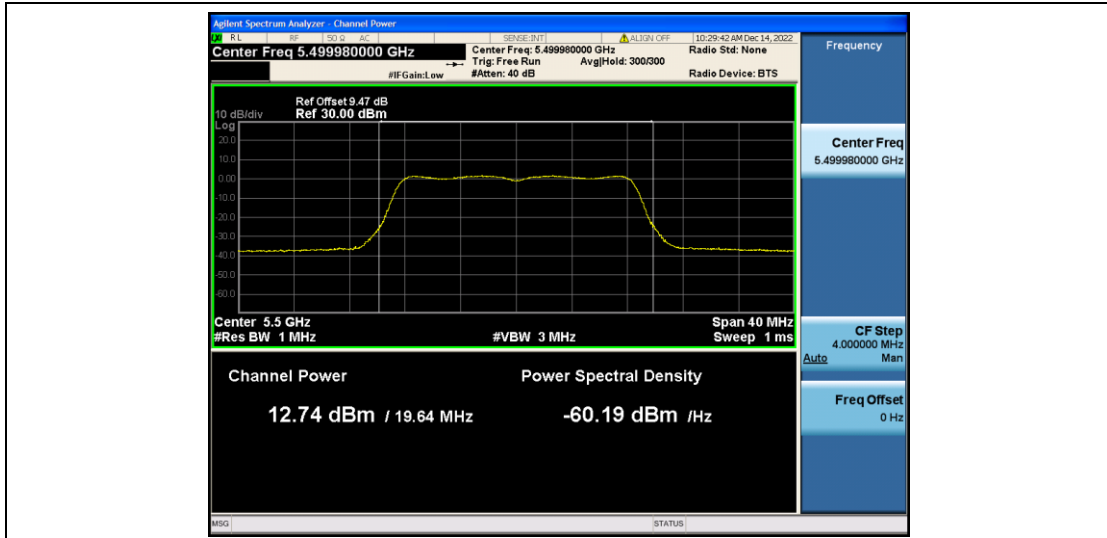 Agilent Spectrum Analyzer - Channel Power
RL RF 50 Ω AC SENSE:INT ALIGN OFF 10:29:42 AM Dec 14, 2022
Center Freq 5.499980000 GHz
Center Freq: 5.499980000 GHz
Radio Std: None
Trig: Free Run Avg|Hold: 300/300
#IFGain:Low #Atten: 40 dB
Radio Device: BTS
Ref Offset 9.47 dB
10 dB/div Ref 30.00 dBm
Log
20.0
10.0
0.00
-10.0
-20.0
-30.0
-40.0
-50.0
-60.0
Center 5.5 GHz Span 40 MHz
#Res BW 1 MHz #VBW 3 MHz Sweep 1 ms
Channel Power Power Spectral Density
12.74 dBm / 19.64 MHz -60.19 dBm /Hz
MSG STATUS
Frequency
Center Freq
5.499980000 GHz
CF Step
4.000000 MHz
Auto Man
Freq Offset
0 Hz